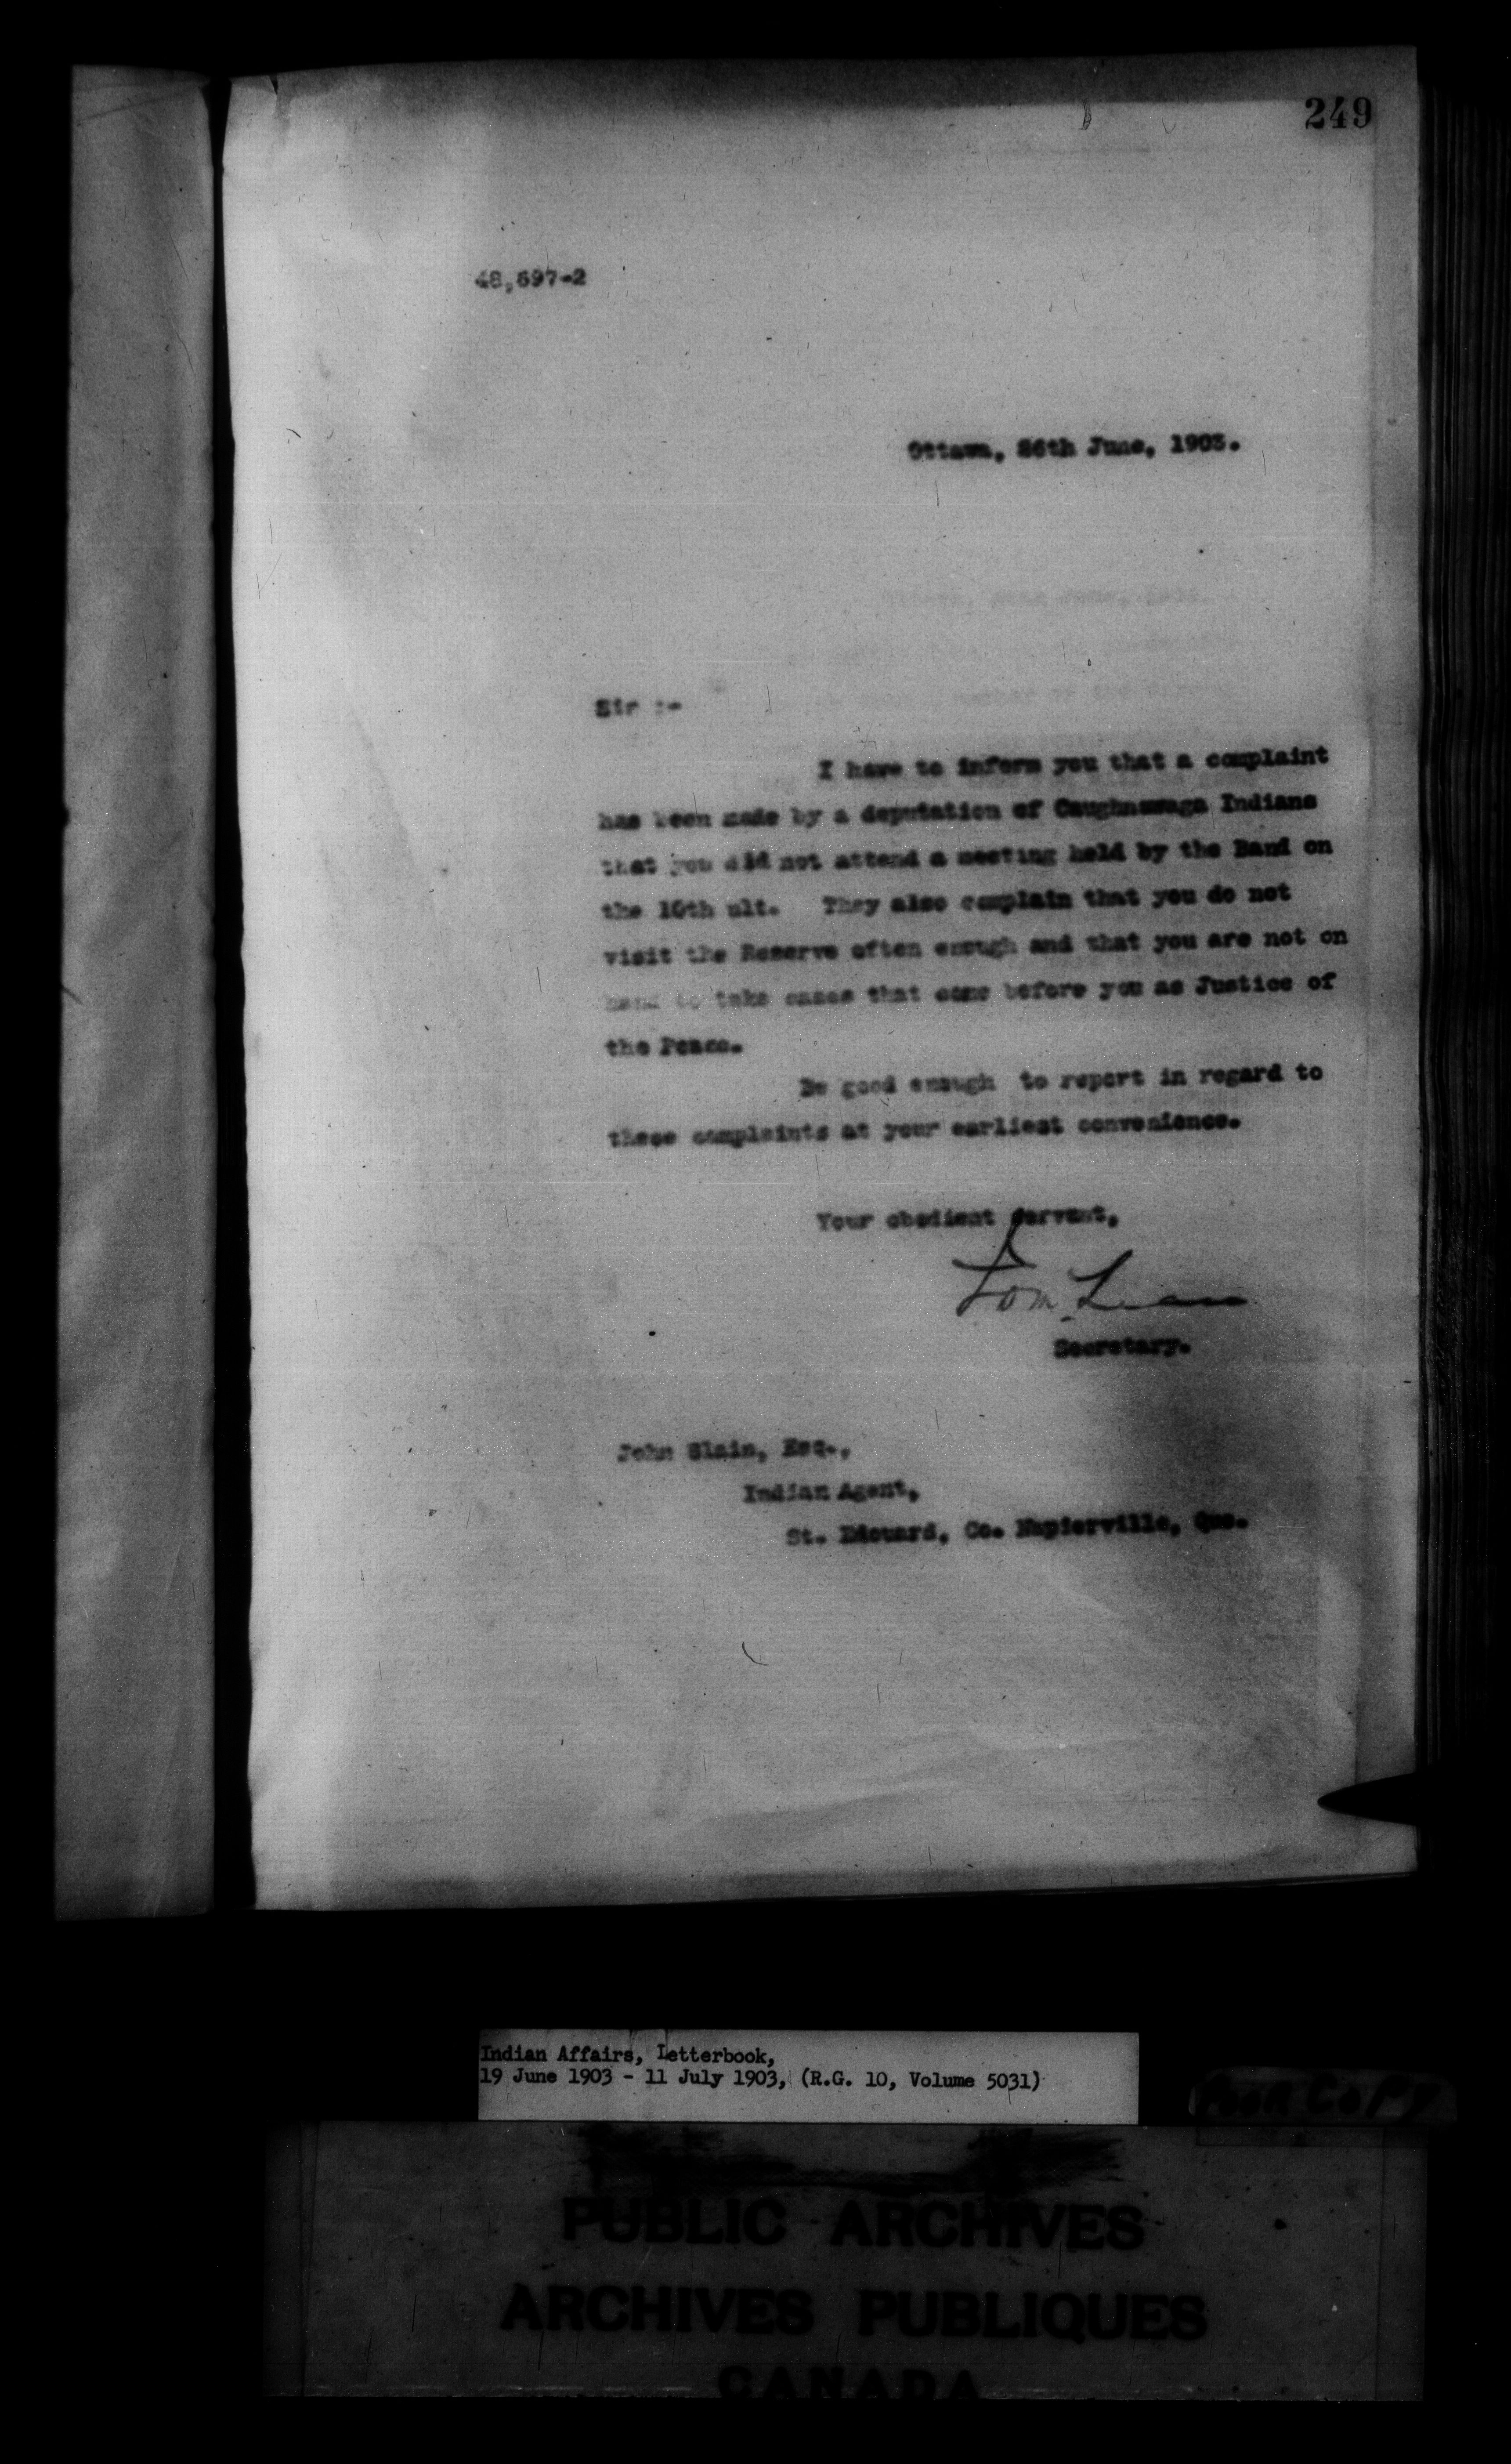 249
48,697-2
Ottawa, 26th June, 1903.
Sir :-
I have to inform you that a complaint
has been made by a deputation of Caughnawaga Indians
that you did not attend a meeting held by the Band on
the 16th ult. They also complain that you do not
visit the Reserve often enough and that you are not on
hand to take cases that come before you as Justice of
the Peace.
Be good enough to report in regard to
these complaints at your earliest convenience.
Your obedient servant,
Secretary.
John Blain, Esq.,
Indian Agent,
St. Edouard, Co. Napierville, Que.
Indian Affairs, Letterbook,
19 June 1903 - 11 July 1903, (R.G. 10, Volume 5031)
POOR COPY
PUBLIC ARCHIVES
ARCHIVES PUBLIQUES
CANADA